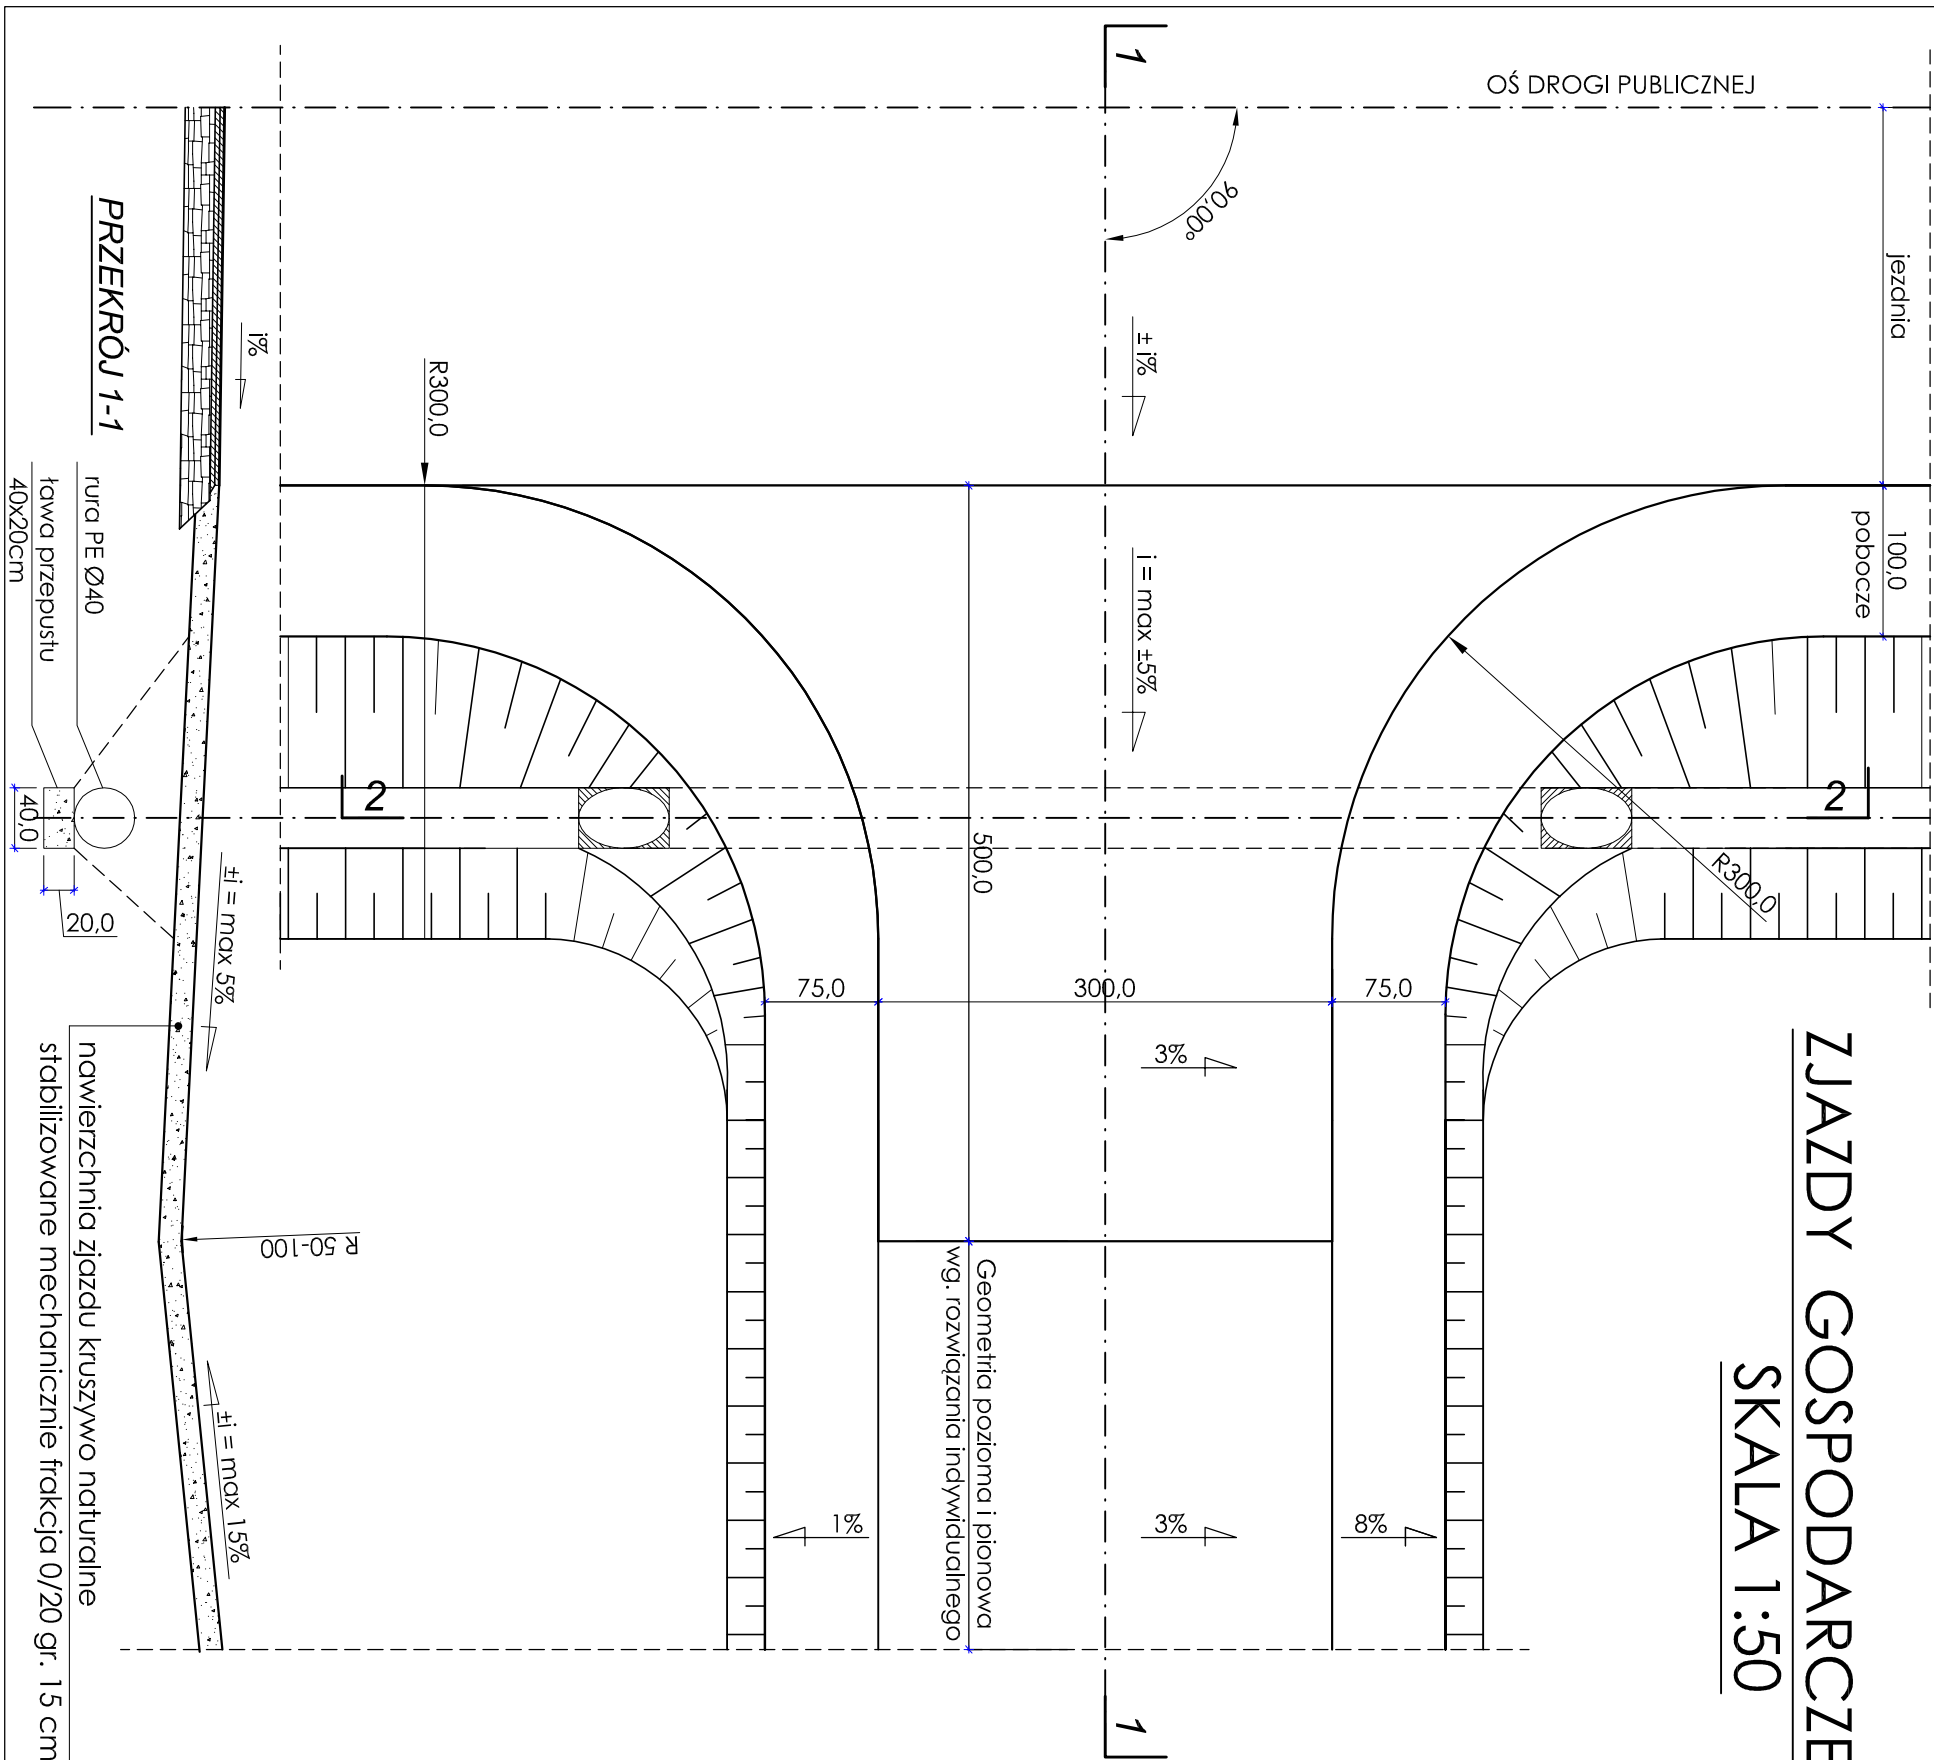 ZJAZDY GOSPODARCZE
SKALA 1:50
OŚ DROGI PUBLICZNEJ
jezdnia
100,0
pobocze
90,00°
± i%
i = max ±5%
R300,0
R300,0
500,0
75,0
300,0
75,0
3%
3%
8%
1%
Geometria pozioma i pionowa
wg. rozwiązania indywidualnego
1
1
2
2
PRZEKRÓJ 1-1
i%
rura PE Ø40
ława przepustu
40x20cm
40,0
20,0
±i = max 5%
R 50-100
±i = max 15%
nawierzchnia zjazdu kruszywo naturalne
stabilizowane mechanicznie frakcja 0/20 gr. 15 cm